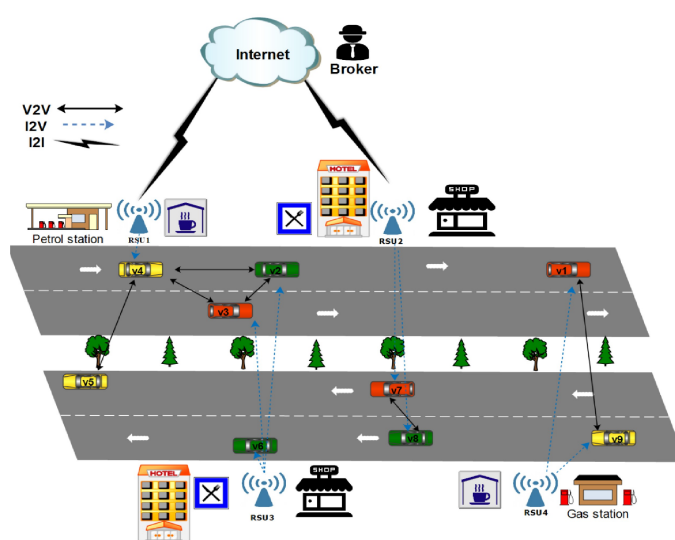 Internet
Broker
V2V
I2V
I2I
HOTEL
SHOP
Petrol station
RSU1
RSU2
v4
v2
v1
v3
v5
v7
v6
v8
v9
HOTEL
SHOP
RSU3
RSU4
Gas station